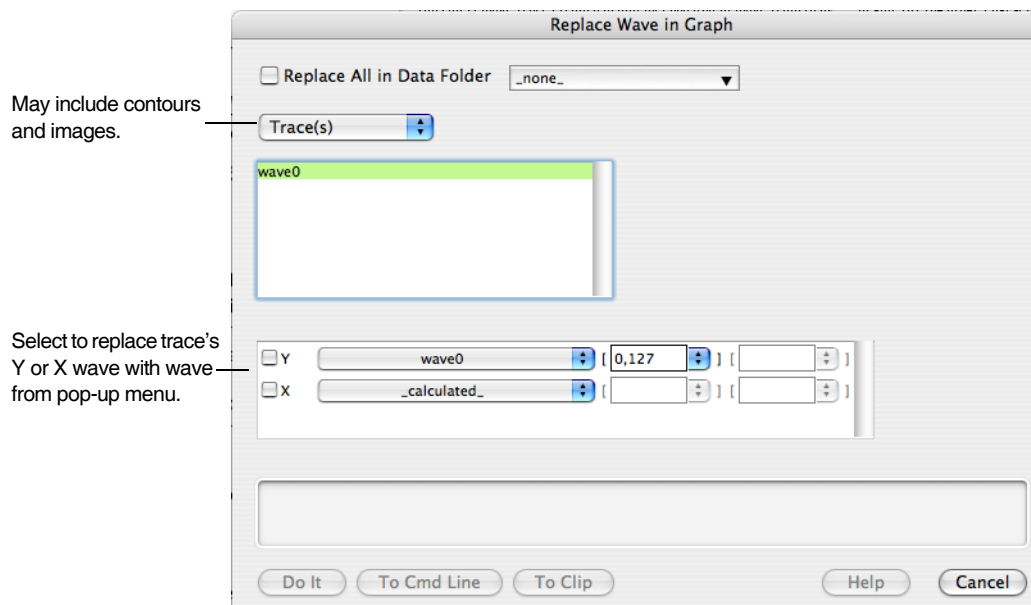 Replace Wave in Graph
Replace All in Data Folder _none_
May include contours
and images.
Trace(s)
wave0
Select to replace trace’s
Y or X wave with wave
from pop-up menu.
Y wave0 [ 0,127 ] [ ]
X _calculated_ [ ] [ ]
Do It To Cmd Line To Clip Help Cancel